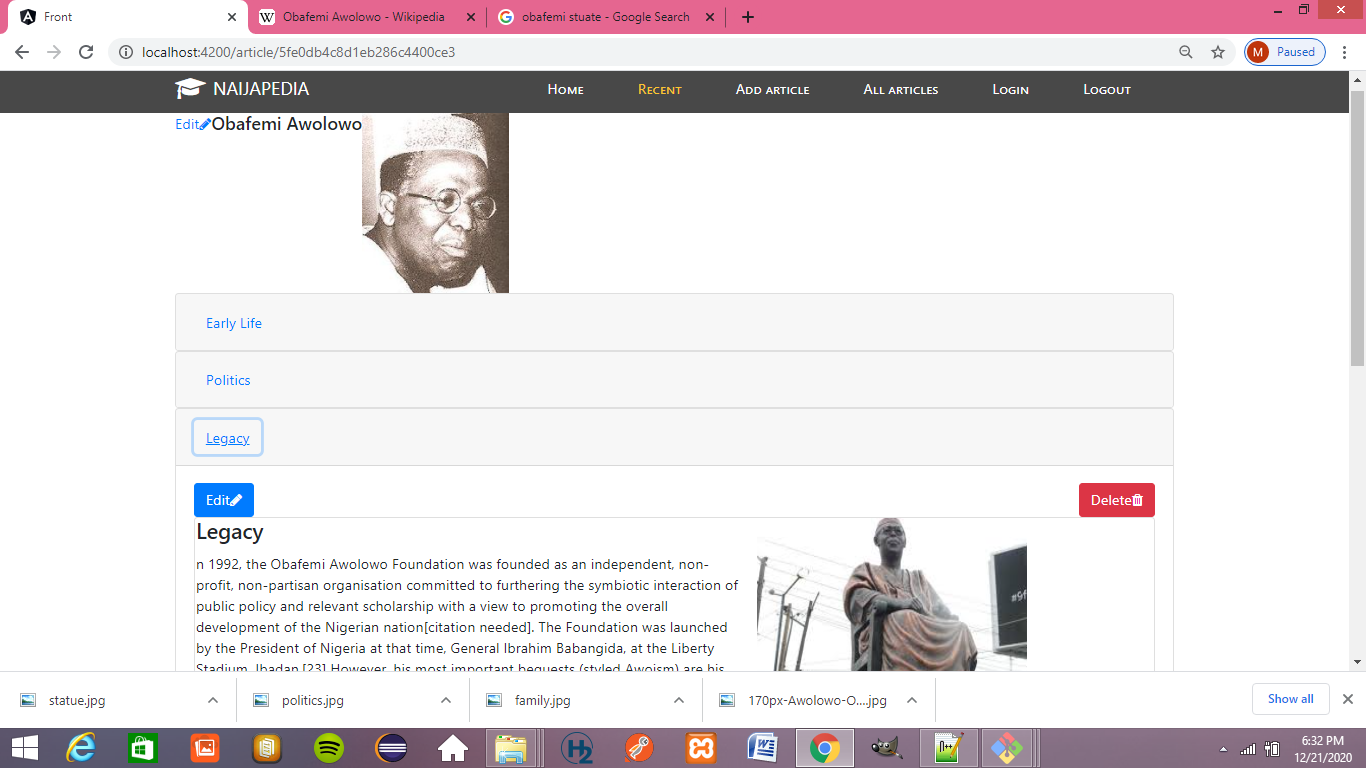 Front
Obafemi Awolowo - Wikipedia
obafemi stuate - Google Search
localhost:4200/article/5fe0db4c8d1eb286c4400ce3
M Paused
NAIJAPEDIA Home Recent Add article All articles Login Logout
Edit Obafemi Awolowo
Early Life
Politics
Legacy
Edit Delete
Legacy
n 1992, the Obafemi Awolowo Foundation was founded as an independent, non-
profit, non-partisan organisation committed to furthering the symbiotic interaction of
public policy and relevant scholarship with a view to promoting the overall
development of the Nigerian nation[citation needed]. The Foundation was launched
by the President of Nigeria at that time, General Ibrahim Babangida, at the Liberty
Stadium, Ibadan.[23] However, his most important bequests (styled Awoism) are his
#9f
statue.jpg politics.jpg family.jpg 170px-Awolowo-O....jpg Show all
6:32 PM
12/21/2020